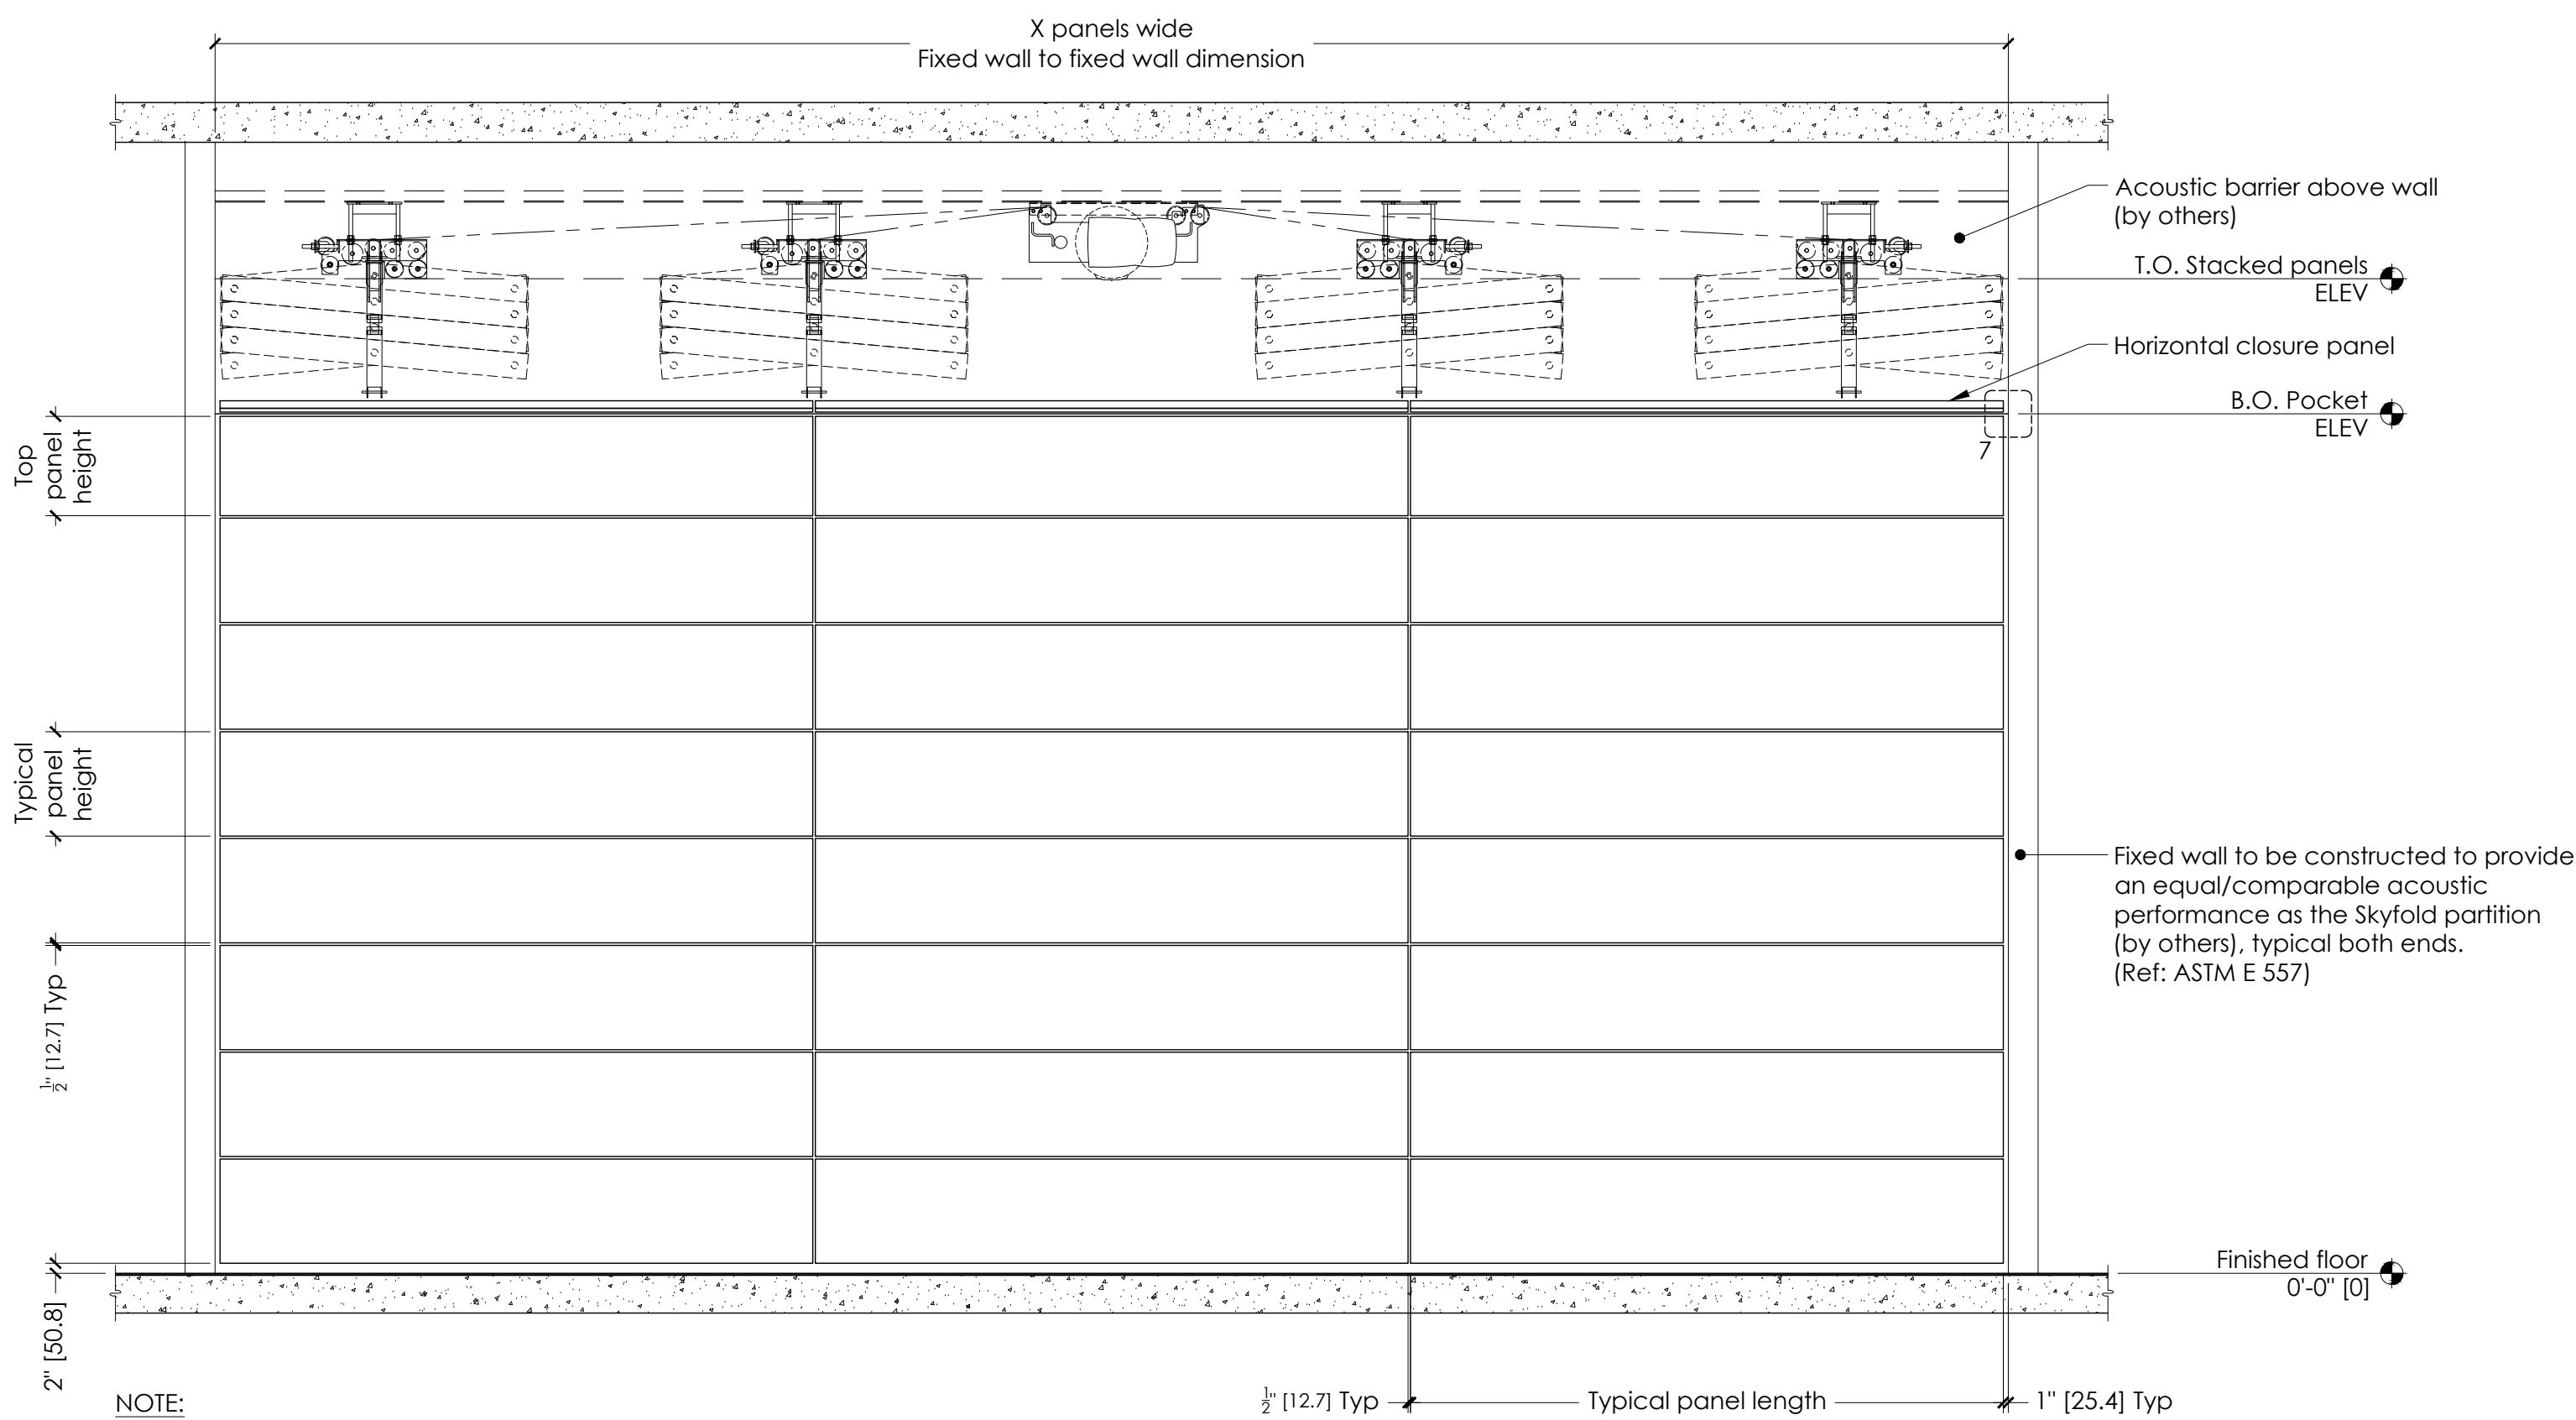 X panels wide
Fixed wall to fixed wall dimension
Acoustic barrier above wall
(by others)
T.O. Stacked panels
ELEV
Horizontal closure panel
B.O. Pocket
ELEV
7
Top
panel
height
Typical
panel
height
Fixed wall to be constructed to provide
an equal/comparable acoustic
performance as the Skyfold partition
(by others), typical both ends.
(Ref: ASTM E 557)
½" [12.7] Typ
Finished floor
0'-0" [0]
2" [50.8]
NOTE:
½" [12.7] Typ
Typical panel length
1" [25.4] Typ